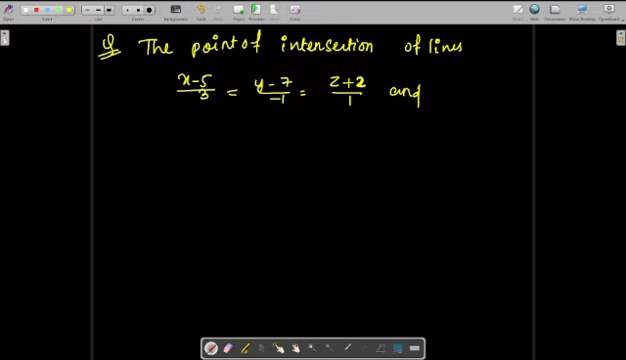 Q The point of intersection of lines
x-5/3 = y-7/-1 = z+2/1 and